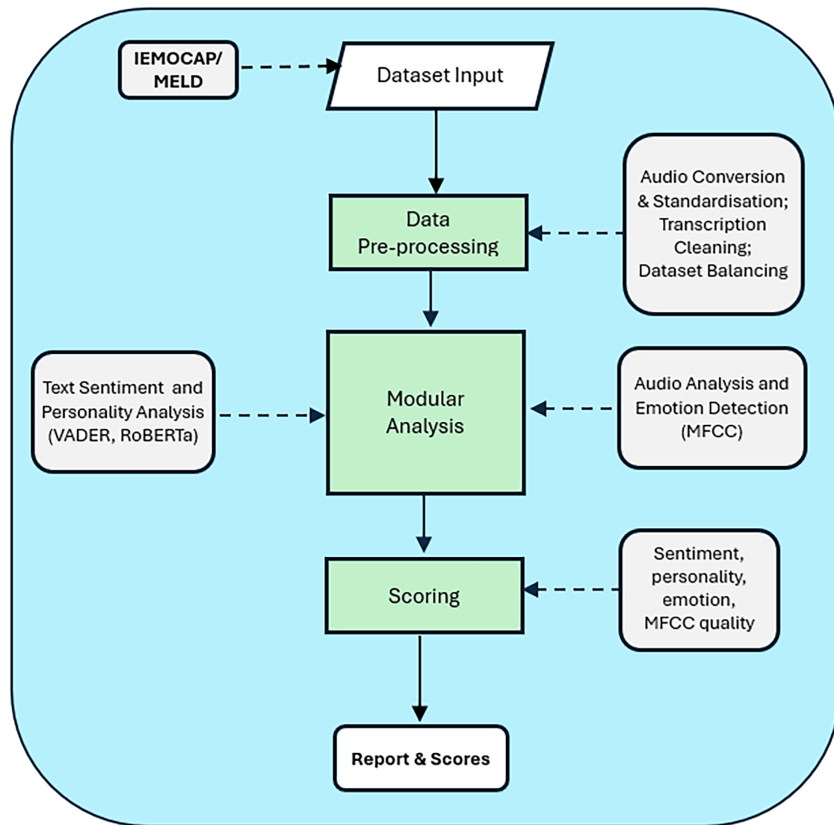 IEMOCAP/
MELD
Dataset Input
Audio Conversion
& Standardisation;
Transcription
Cleaning;
Dataset Balancing
Data
Pre-processing
Text Sentiment and
Personality Analysis
(VADER, RoBERTa)
Modular
Analysis
Audio Analysis and
Emotion Detection
(MFCC)
Scoring
Sentiment,
personality,
emotion,
MFCC quality
Report & Scores